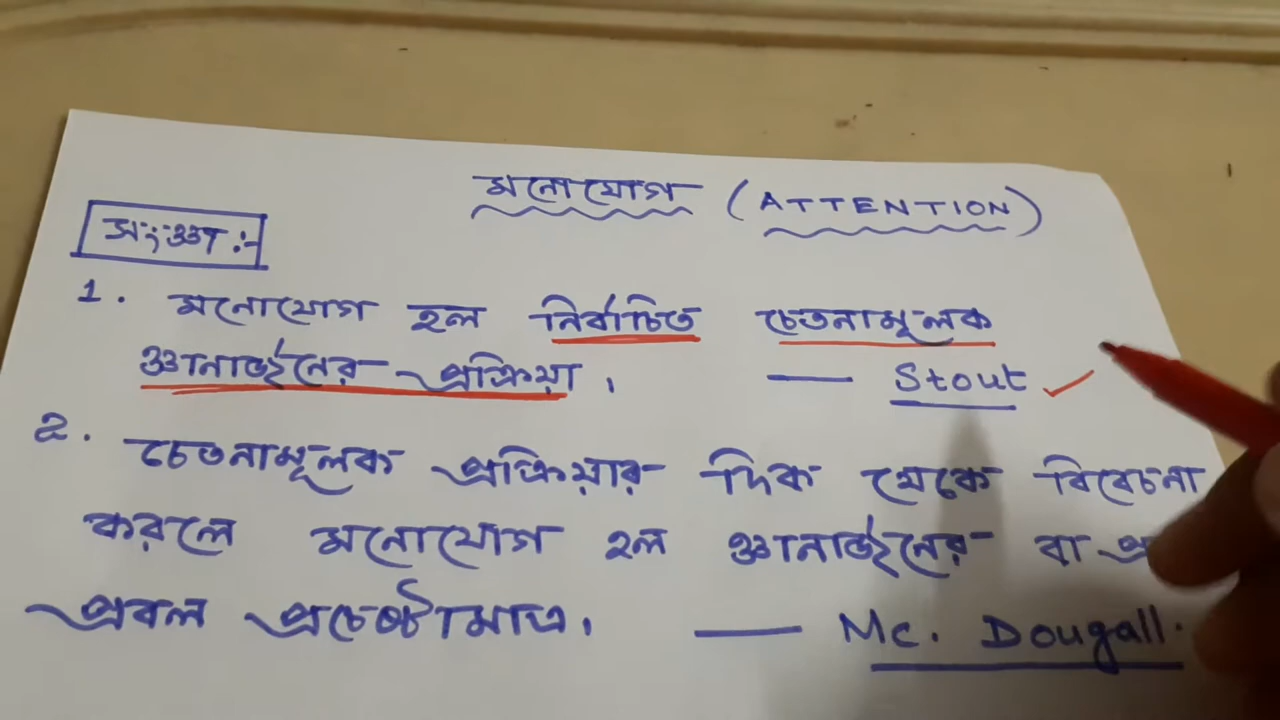 মনোযোগ (ATTENTION)
সংজ্ঞা :-
1. মনোযোগ হল নির্বাচিত চেতনামূলক
জ্ঞানার্জনের প্রক্রিয়া । — Stout ✓
2. চেতনামূলক প্রক্রিয়ার দিক থেকে বিবেচনা
করলে মনোযোগ হল জ্ঞানার্জনের বা
প্রবল প্রচেষ্টামাত্র । — Mc. Dougall.